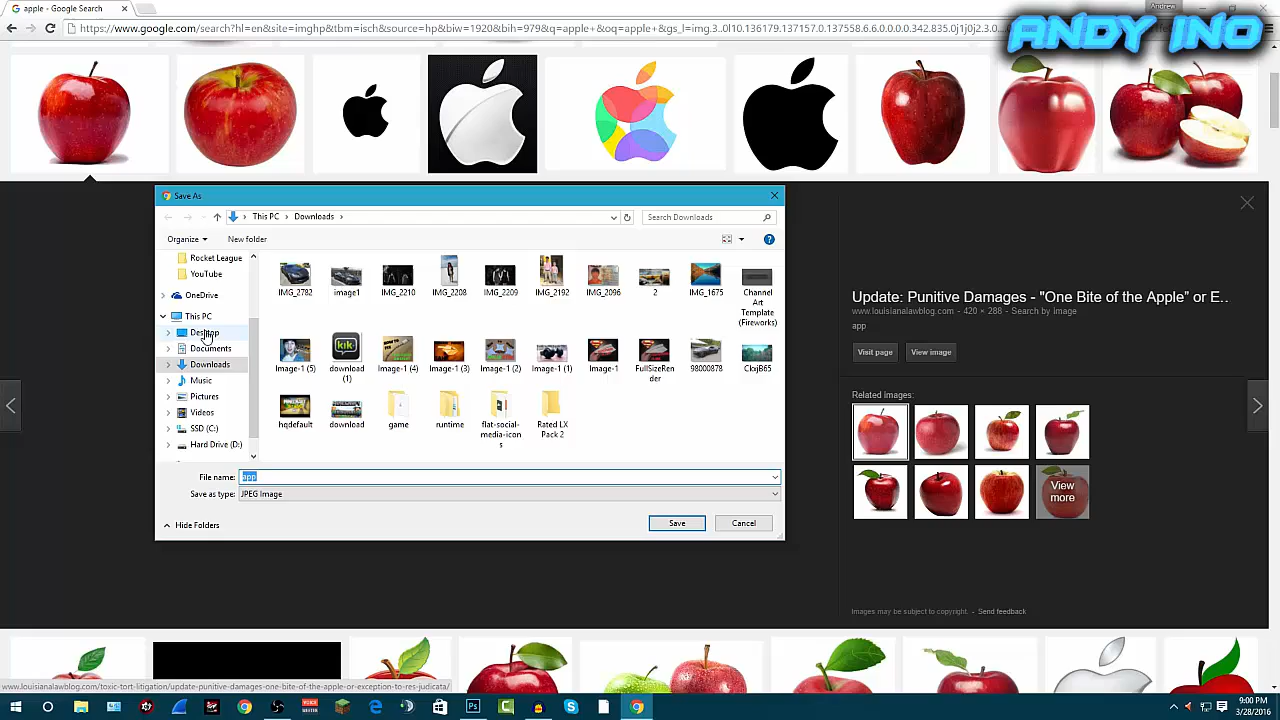 apple - Google Search
Andrew
https://www.google.com/search?hl=en&site=imghp&tbm=isch&source=hp&biw=1920&bih=979&q=apple+&oq=apple+&gs_l=img.3..0l10.136179.137157.0.137558.6.6.0.0.0.0.342.835.0j1j2j1.3.0...
ANDY INO
Save As
This PC > Downloads >
Search Downloads
Organize
New folder
Rocket League
YouTube
OneDrive
This PC
Desktop
Documents
Downloads
Music
Pictures
Videos
SSD (C:)
Hard Drive (D:)
IMG_2782
image1
IMG_2210
IMG_2208
IMG_2209
IMG_2192
IMG_2096
2
IMG_1675
Channel
Art
Template
(Fireworks)
Image-1 (5)
download
(1)
Image-1 (4)
Image-1 (3)
Image-1 (2)
Image-1 (1)
Image-1
FullSizeRen
der
98000878
ClojB65
kik
hqdefault
download
game
runtime
flat-social-
media-icon
s
Rated LX
Pack 2
File name: app
Save as type: JPEG Image
Hide Folders
Save
Cancel
Update: Punitive Damages - "One Bite of the Apple" or E...
www.louisianalawblog.com - 420 × 288 - Search by image
app
Visit page
View image
Related images:
View
more
Images may be subject to copyright. - Send feedback
www.louisianalawblog.com/toxic-tort-litigation/update-punitive-damages-one-bite-of-the-apple-or-exception-to-res-judicata/
9:00 PM
3/28/2016